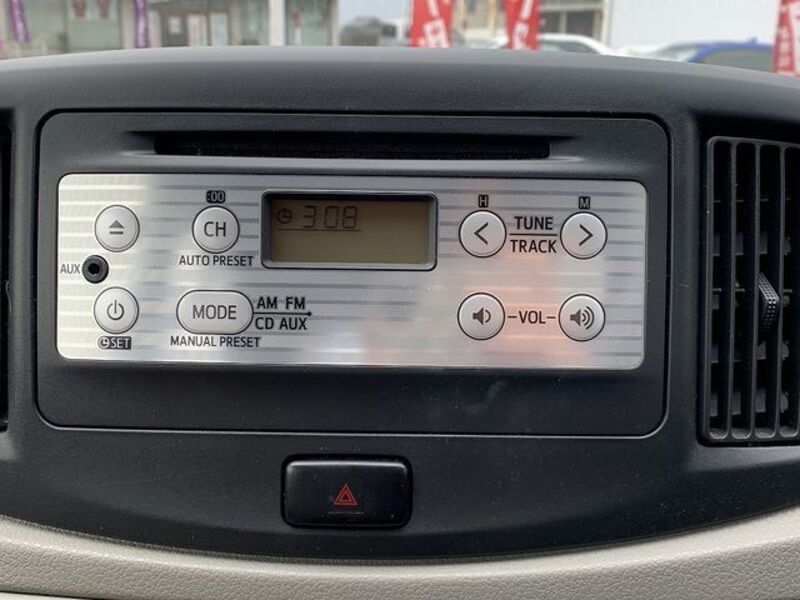 :00
H
M
CH
308
TUNE
TRACK
AUTO PRESET
AUX
MODE
AM FM
CD AUX
-VOL-
SET
MANUAL PRESET